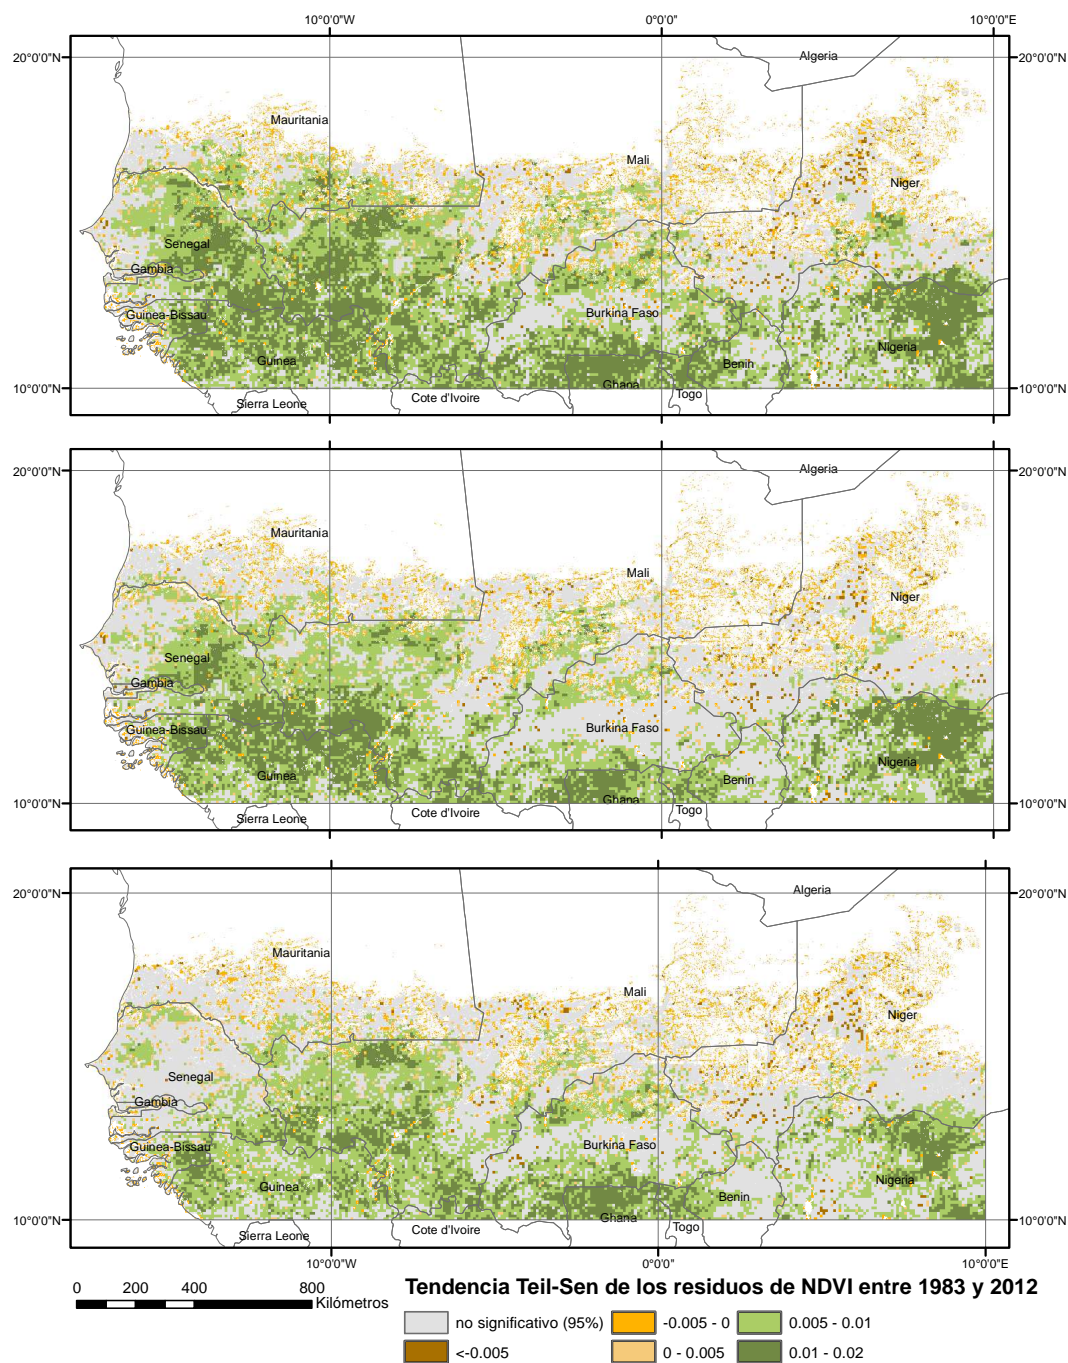 10°0'0"W 0°0'0" 10°0'0"E
20°0'0"N 20°0'0"N
Algeria
Mauritania
Mali
Niger
Senegal
Gambia
Guinea-Bissau
Burkina Faso
Nigeria
Guinea
Benin
Ghana
10°0'0"N 10°0'0"N
Togo
Cote d'Ivoire
Sierra Leone
20°0'0"N 20°0'0"N
Algeria
Mauritania
Mali
Niger
Senegal
Gambia
Guinea-Bissau
Burkina Faso
Nigeria
Guinea
Benin
Ghana
10°0'0"N 10°0'0"N
Togo
Cote d'Ivoire
Sierra Leone
20°0'0"N 20°0'0"N
Algeria
Mauritania
Mali
Niger
Senegal
Gambia
Guinea-Bissau
Burkina Faso
Nigeria
Guinea
Benin
Ghana
10°0'0"N 10°0'0"N
Togo
Cote d'Ivoire
Sierra Leone
10°0'0"W 0°0'0" 10°0'0"E
0 200 400 800
Kilómetros
Tendencia Teil-Sen de los residuos de NDVI entre 1983 y 2012
no significativo (95%) -0.005 - 0 0.005 - 0.01
<-0.005 0 - 0.005 0.01 - 0.02